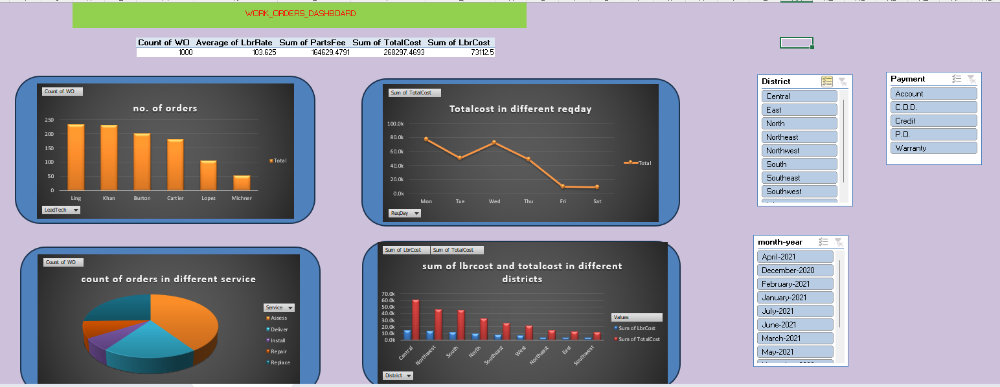 WORK_ORDERS_DASHBOARD
Count of WO Average of LbrRate Sum of PartsFee Sum of TotalCost Sum of LbrCost
1000 103.625 164629.4791 268297.4693 73112.5
Count of WO
no. of orders
250
200
150
100
50
0
Ling Khan Burton Cartier Lopez Michner
Total
LeadTech
Sum of TotalCost
Totalcost in different reqday
100.0k
80.0k
60.0k
40.0k
20.0k
0.0k
Mon Tue Wed Thu Fri Sat
Total
ReqDay
District
Central
East
North
Northeast
Northwest
South
Southeast
Southwest
Payment
Account
C.O.D.
Credit
P.O.
Warranty
Count of WO
count of orders in different service
Service
Assess
Deliver
Install
Repair
Replace
Sum of LbrCost Sum of TotalCost
sum of lbrcost and totalcost in different
districts
70.0k
60.0k
50.0k
40.0k
30.0k
20.0k
10.0k
0.0k
Central Northwest South North Southeast West Northeast East Southwest
Values
Sum of LbrCost
Sum of TotalCost
District
month-year
April-2021
December-2020
February-2021
January-2021
July-2021
June-2021
March-2021
May-2021